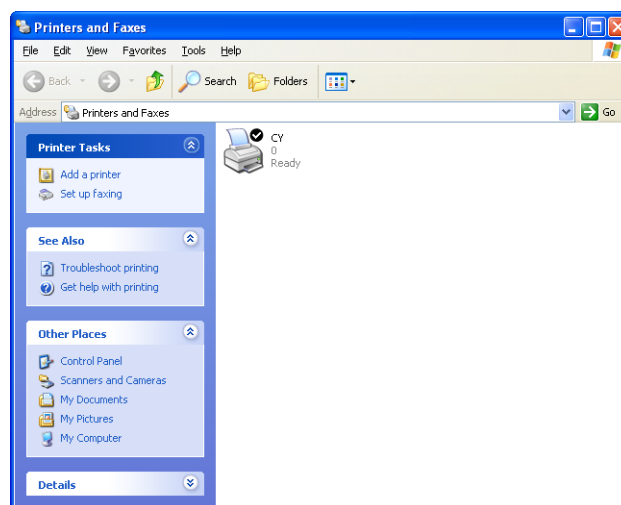 Printers and Faxes
File Edit View Favorites Tools Help
Back Search Folders
Address Printers and Faxes Go
Printer Tasks
Add a printer
Set up faxing
See Also
Troubleshoot printing
Get help with printing
Other Places
Control Panel
Scanners and Cameras
My Documents
My Pictures
My Computer
Details
CY
0
Ready